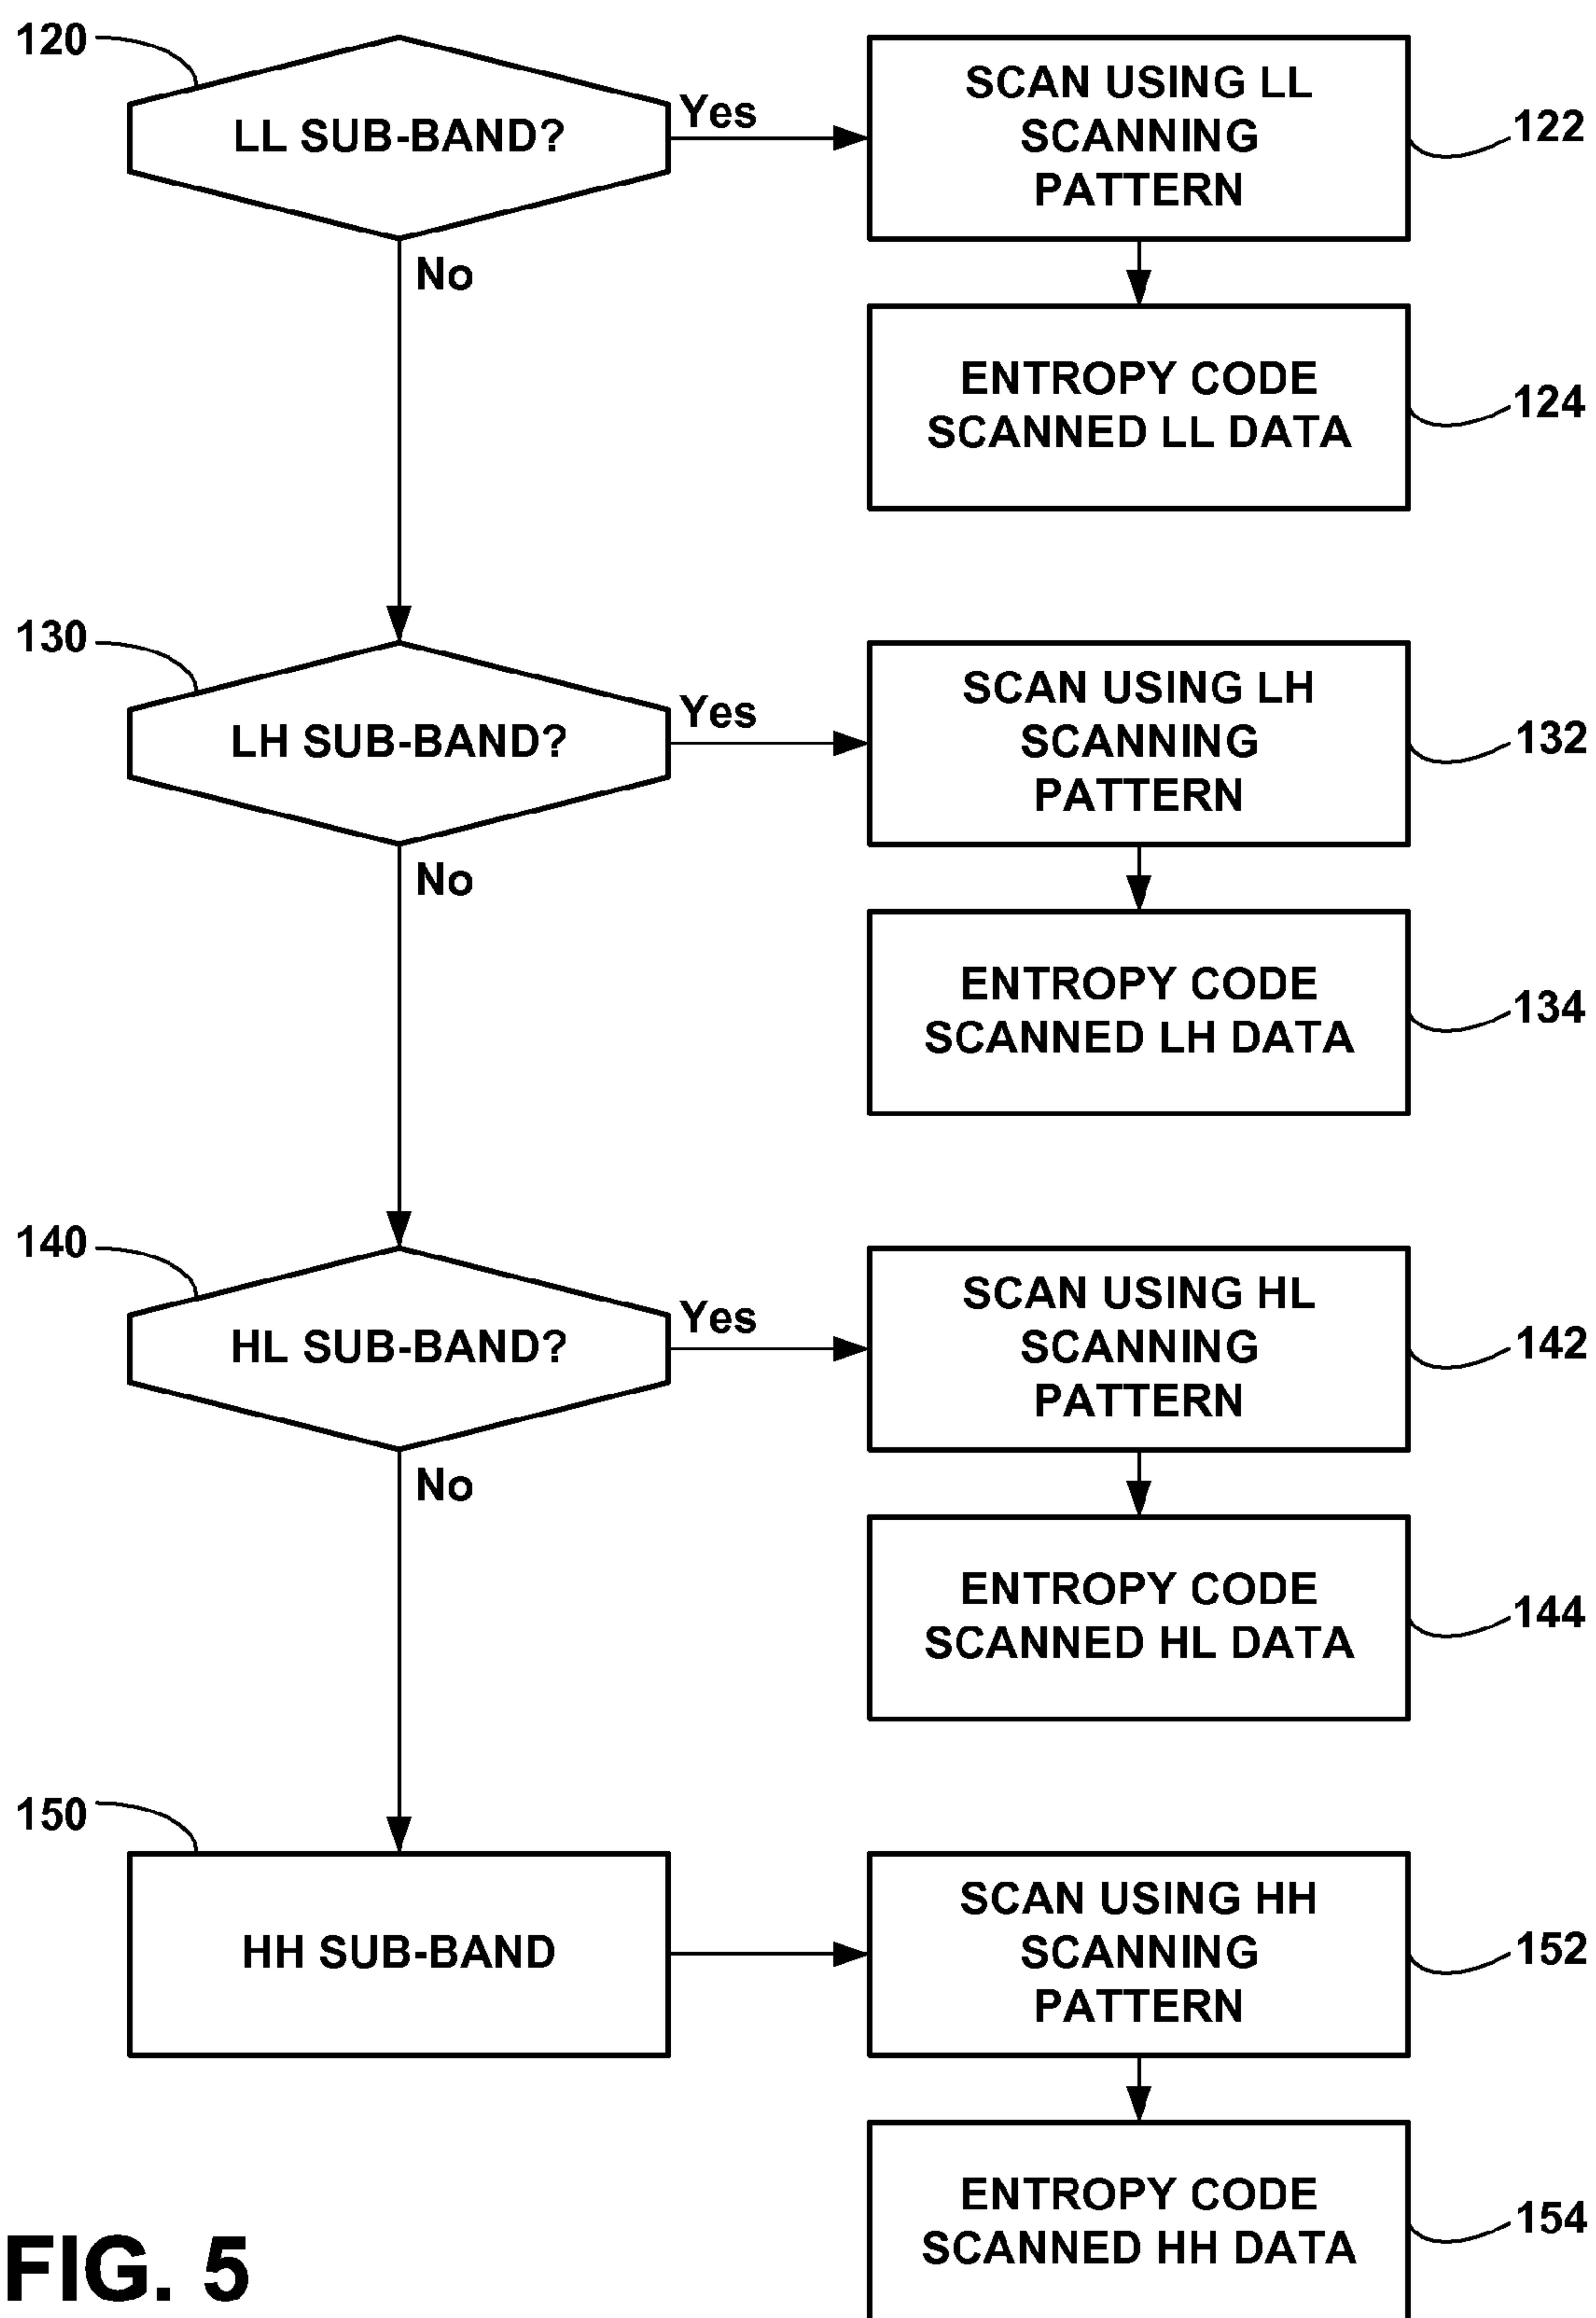 120
LL SUB-BAND?
Yes
SCAN USING LL
SCANNING
PATTERN
122
No
ENTROPY CODE
SCANNED LL DATA
124
130
LH SUB-BAND?
Yes
SCAN USING LH
SCANNING
PATTERN
132
No
ENTROPY CODE
SCANNED LH DATA
134
140
HL SUB-BAND?
Yes
SCAN USING HL
SCANNING
PATTERN
142
No
ENTROPY CODE
SCANNED HL DATA
144
150
HH SUB-BAND
SCAN USING HH
SCANNING
PATTERN
152
ENTROPY CODE
SCANNED HH DATA
154
FIG. 5